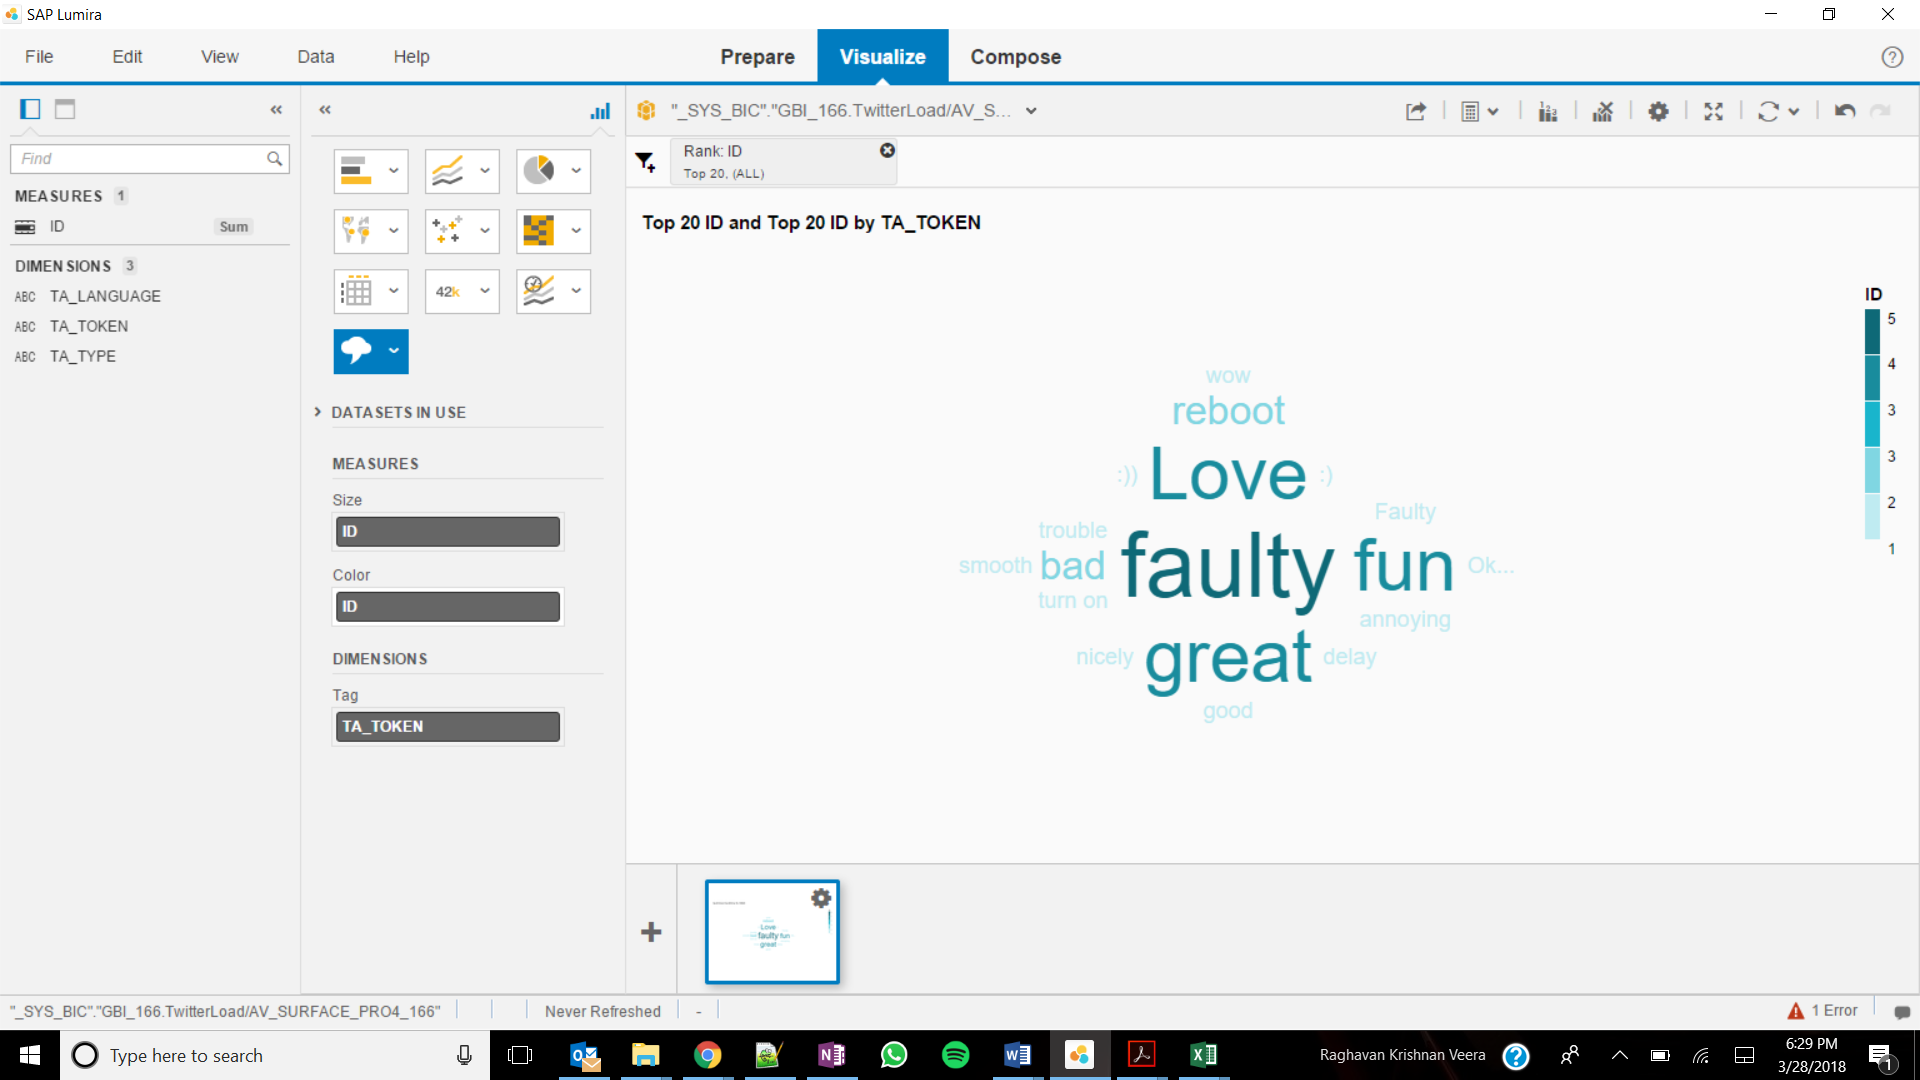 SAP Lumira
File Edit View Data Help
Prepare Visualize Compose
Find
MEASURES 1
ID Sum
DIMENSIONS 3
ABC TA_LANGUAGE
ABC TA_TOKEN
ABC TA_TYPE
42k
DATASETS IN USE
MEASURES
Size
ID
Color
ID
DIMENSIONS
Tag
TA_TOKEN
"_SYS_BIC"."GBI_166.TwitterLoad/AV_S...
Rank: ID
Top 20, (ALL)
Top 20 ID and Top 20 ID by TA_TOKEN
wow
reboot
:)) Love :)
Faulty
trouble
smooth bad faulty fun Ok...
turn on
annoying
nicely great delay
good
ID
5
4
3
3
2
1
Love
faulty fun
great
"_SYS_BIC"."GBI_166.TwitterLoad/AV_SURFACE_PRO4_166" Never Refreshed -
1 Error
Type here to search
Raghavan Krishnan Veera
6:29 PM
3/28/2018
1